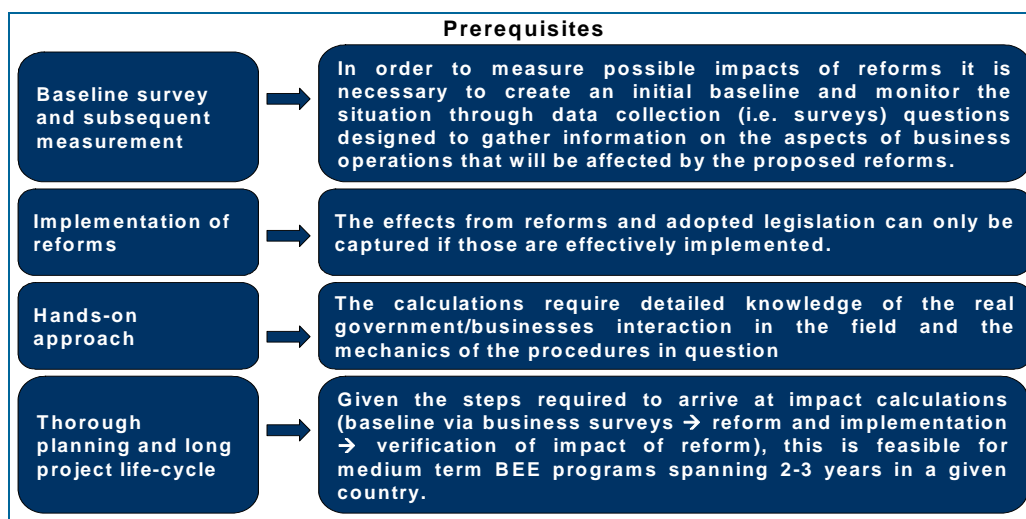 Prerequisites
Baseline survey
and subsequent
measurement
In order to measure possible impacts of reforms it is
necessary to create an initial baseline and monitor the
situation through data collection (i.e. surveys) questions
designed to gather information on the aspects of business
operations that will be affected by the proposed reforms.
Implementation of
reforms
The effects from reforms and adopted legislation can only be
captured if those are effectively implemented.
Hands-on
approach
The calculations require detailed knowledge of the real
government/businesses interaction in the field and the
mechanics of the procedures in question
Thorough
planning and long
project life-cycle
Given the steps required to arrive at impact calculations
(baseline via business surveys → reform and implementation
→ verification of impact of reform), this is feasible for
medium term BEE programs spanning 2-3 years in a given
country.